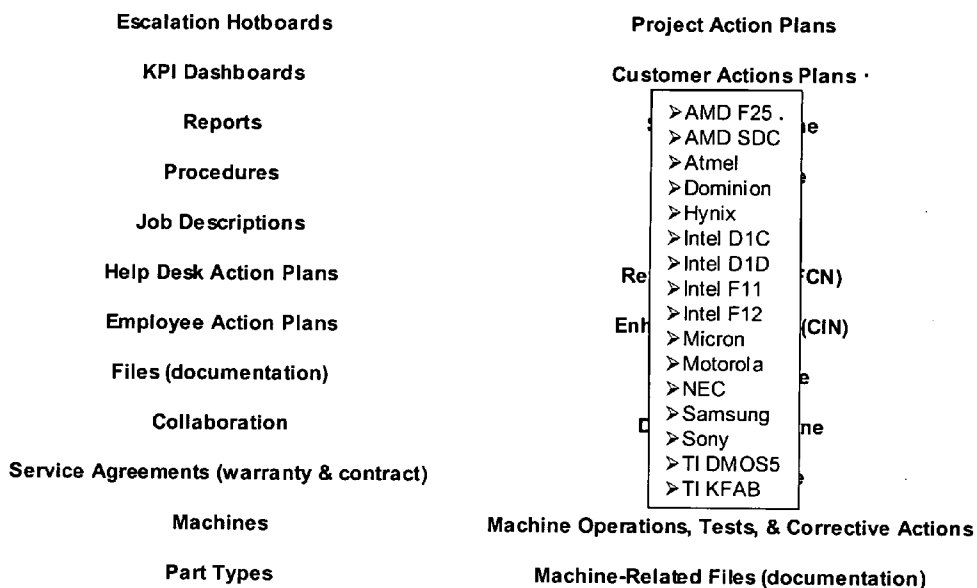 Escalation Hotboards
KPI Dashboards
Reports
Procedures
Job Descriptions
Help Desk Action Plans
Employee Action Plans
Files (documentation)
Collaboration
Service Agreements (warranty & contract)
Machines
Part Types
Project Action Plans
Customer Actions Plans
➢AMD F25
➢AMD SDC
➢Atmel
➢Dominion
➢Hynix
➢Intel D1C
➢Intel D1D
➢Intel F11
➢Intel F12
➢Micron
➢Motorola
➢NEC
➢Samsung
➢Sony
➢TI DMOS5
➢TI KFAB
(CIN)
Machine Operations, Tests, & Corrective Actions
Machine-Related Files (documentation)